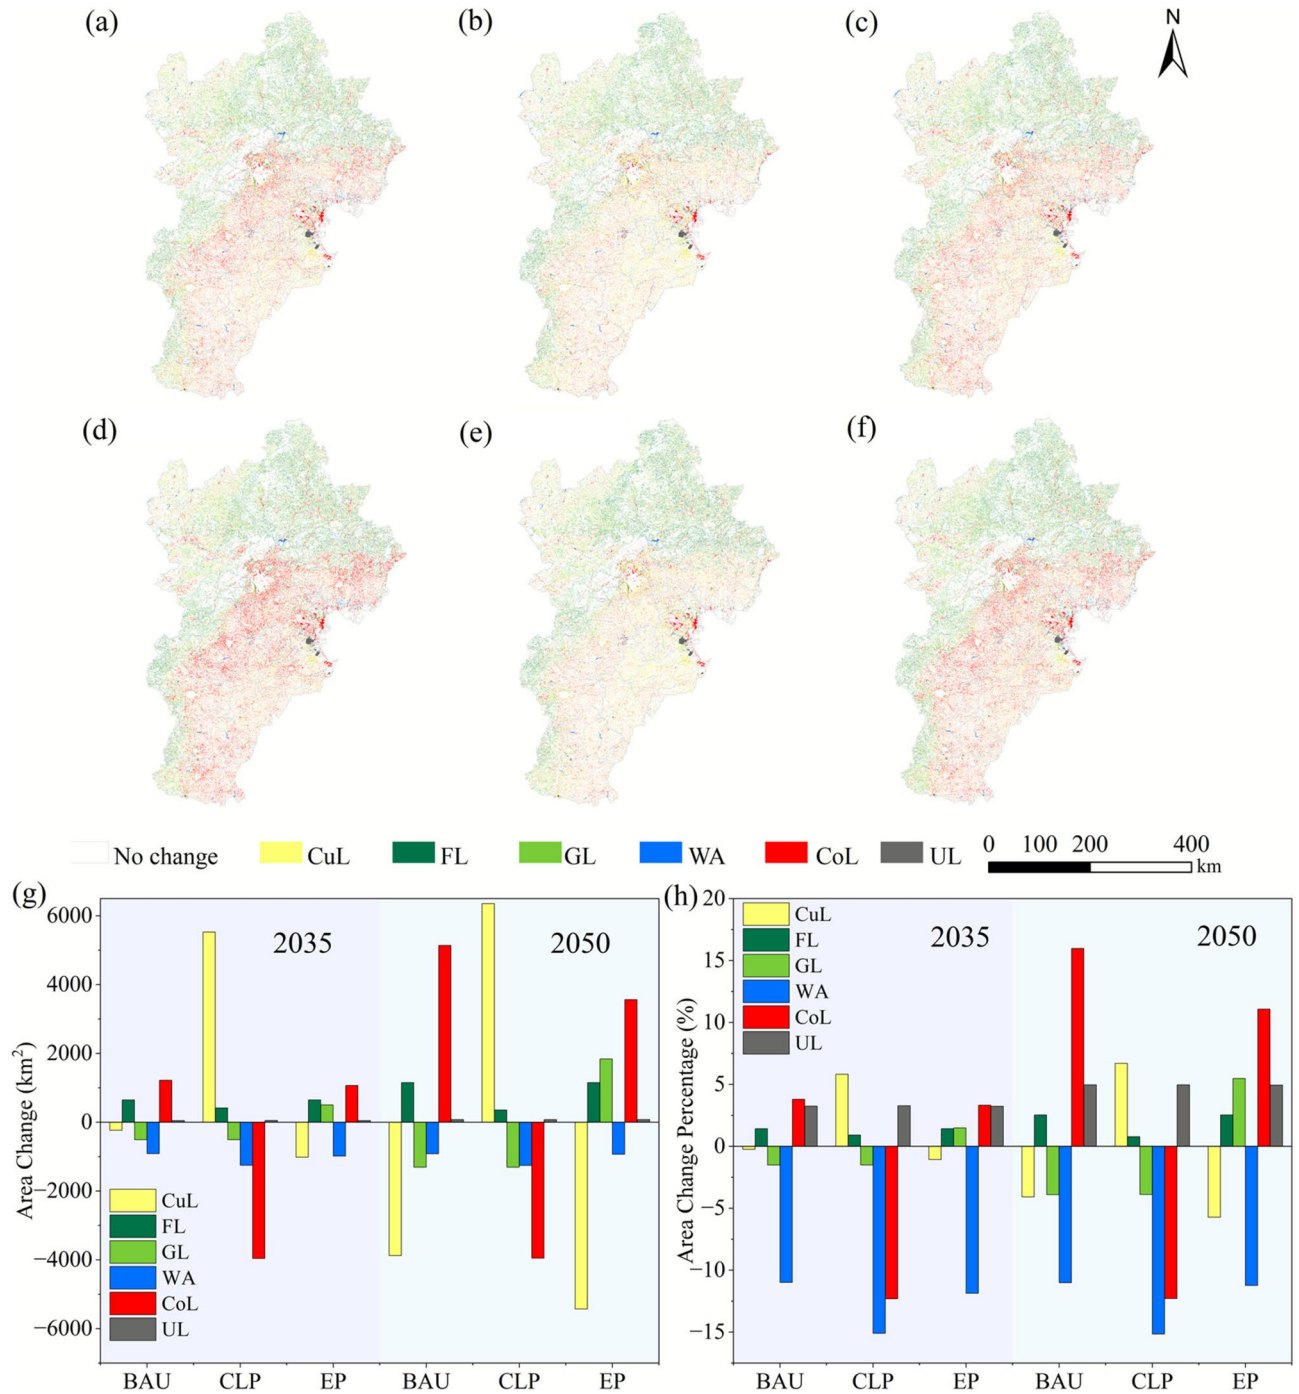 (a)
(b)
(c)
N
(d)
(e)
(f)
No change
CuL
FL
GL
WA
CoL
UL
0 100 200 400
km
(g)
6000
4000
2000
0
−2000
−4000
−6000
Area Change (km²)
2035
2050
CuL
FL
GL
WA
CoL
UL
BAU CLP EP BAU CLP EP
(h)
20
15
10
5
0
−5
−10
−15
Area Change Percentage (%)
CuL
FL
GL
WA
CoL
UL
2035
2050
BAU CLP EP BAU CLP EP